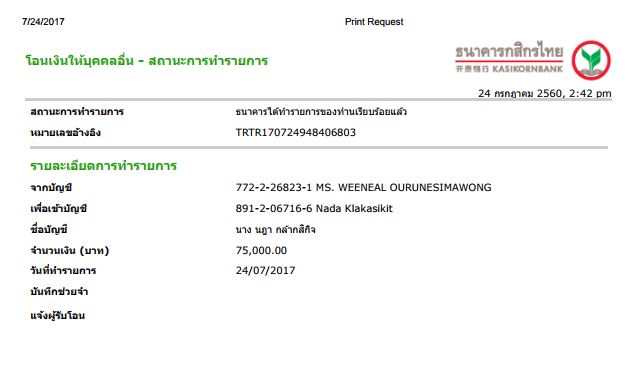 7/24/2017 Print Request
ธนาคารกสิกรไทย
开泰银行 KASIKORNBANK
โอนเงินให้บุคคลอื่น - สถานะการทำรายการ
24 กรกฎาคม 2560, 2:42 pm
สถานะการทำรายการ ธนาคารได้ทำรายการของท่านเรียบร้อยแล้ว
หมายเลขอ้างอิง TRTR170724948406803
รายละเอียดการทำรายการ
จากบัญชี 772-2-26823-1 MS. WEENEAL OURUNESIMAWONG
เพื่อเข้าบัญชี 891-2-06716-6 Nada Klakasikit
ชื่อบัญชี นาง นฎา กล้ากสิกิจ
จำนวนเงิน (บาท) 75,000.00
วันที่ทำรายการ 24/07/2017
บันทึกช่วยจำ
แจ้งผู้รับโอน